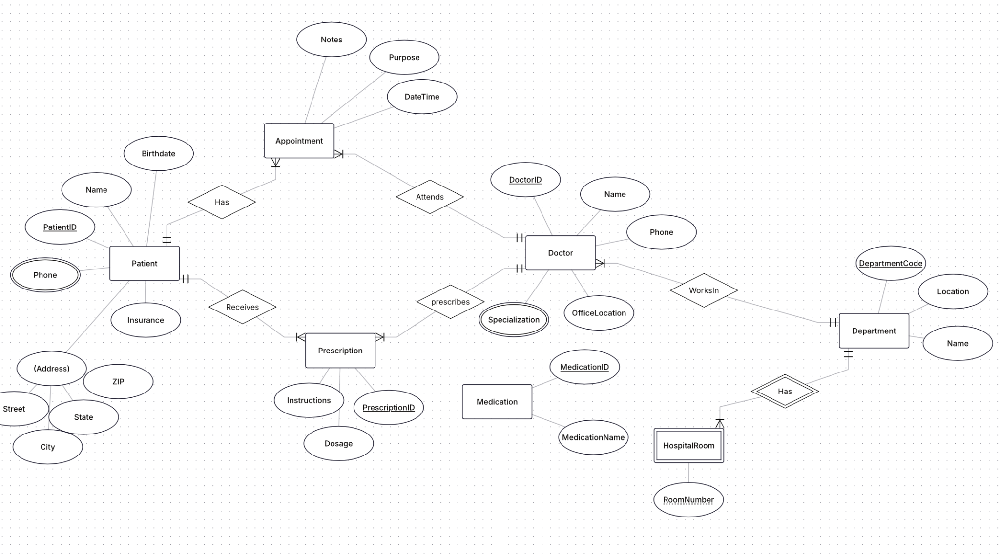 Notes
Purpose
DateTime
Appointment
Birthdate
Name
Has
Attends
DoctorID
Name
PatientID
Phone
Patient
Doctor
Phone
DepartmentCode
Location
WorksIn
Receives
prescribes
Insurance
Specialization
OfficeLocation
Department
Name
Prescription
(Address)
ZIP
MedicationID
Has
Street
State
Instructions
PrescriptionID
Medication
City
Dosage
MedicationName
HospitalRoom
RoomNumber